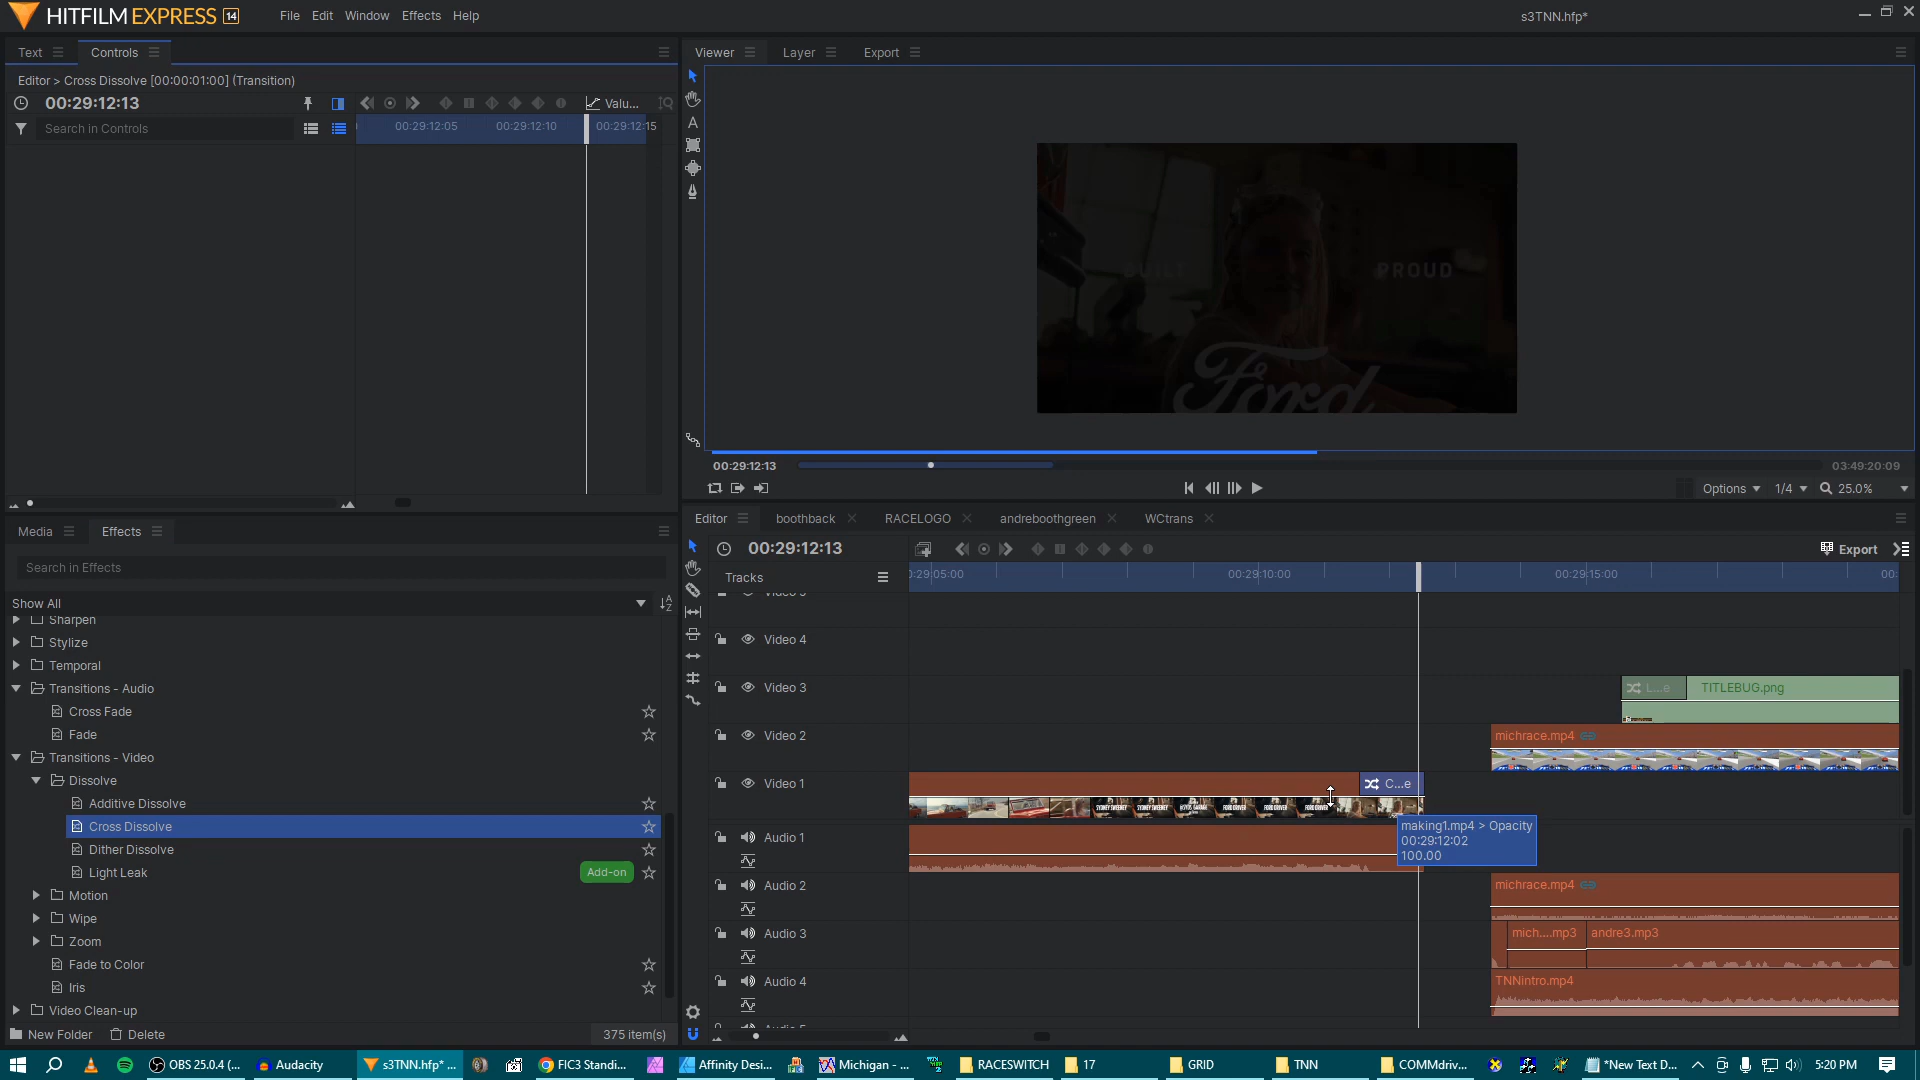 HITFILM EXPRESS 14
File Edit Window Effects Help
s3TNN.hfp*
Text Controls
Editor > Cross Dissolve [00:00:01:00] (Transition)
00:29:12:13
Valu...
Search in Controls
00:29:12:05 00:29:12:10 00:29:12:15
Viewer Layer Export
BUILT PROUD
Ford
00:29:12:13
03:49:20:09
Options 1/4 25.0%
Media Effects
Search in Effects
Show All
Sharpen
Stylize
Temporal
Transitions - Audio
Cross Fade
Fade
Transitions - Video
Dissolve
Additive Dissolve
Cross Dissolve
Dither Dissolve
Light Leak
Add-on
Motion
Wipe
Zoom
Fade to Color
Iris
Video Clean-up
New Folder Delete 375 item(s)
Editor boothback RACELOGO andreboothgreen WCtrans
00:29:12:13
Export
Tracks
:29:05:00 00:29:10:00 00:29:15:00 00:
Video 4
Video 3
L...e TITLEBUG.png
Video 2
michrace.mp4
Video 1
C...e
making1.mp4 > Opacity
00:29:12:02
100.00
Audio 1
Audio 2
michrace.mp4
Audio 3
mich....mp3 andre3.mp3
Audio 4
TNNintro.mp4
OBS 25.0.4 (... Audacity s3TNN.hfp* ... FIC3 Standi... Affinity Desi... Michigan - ... RACESWITCH 17 GRID TNN COMMdriv... *New Text D... 5:20 PM